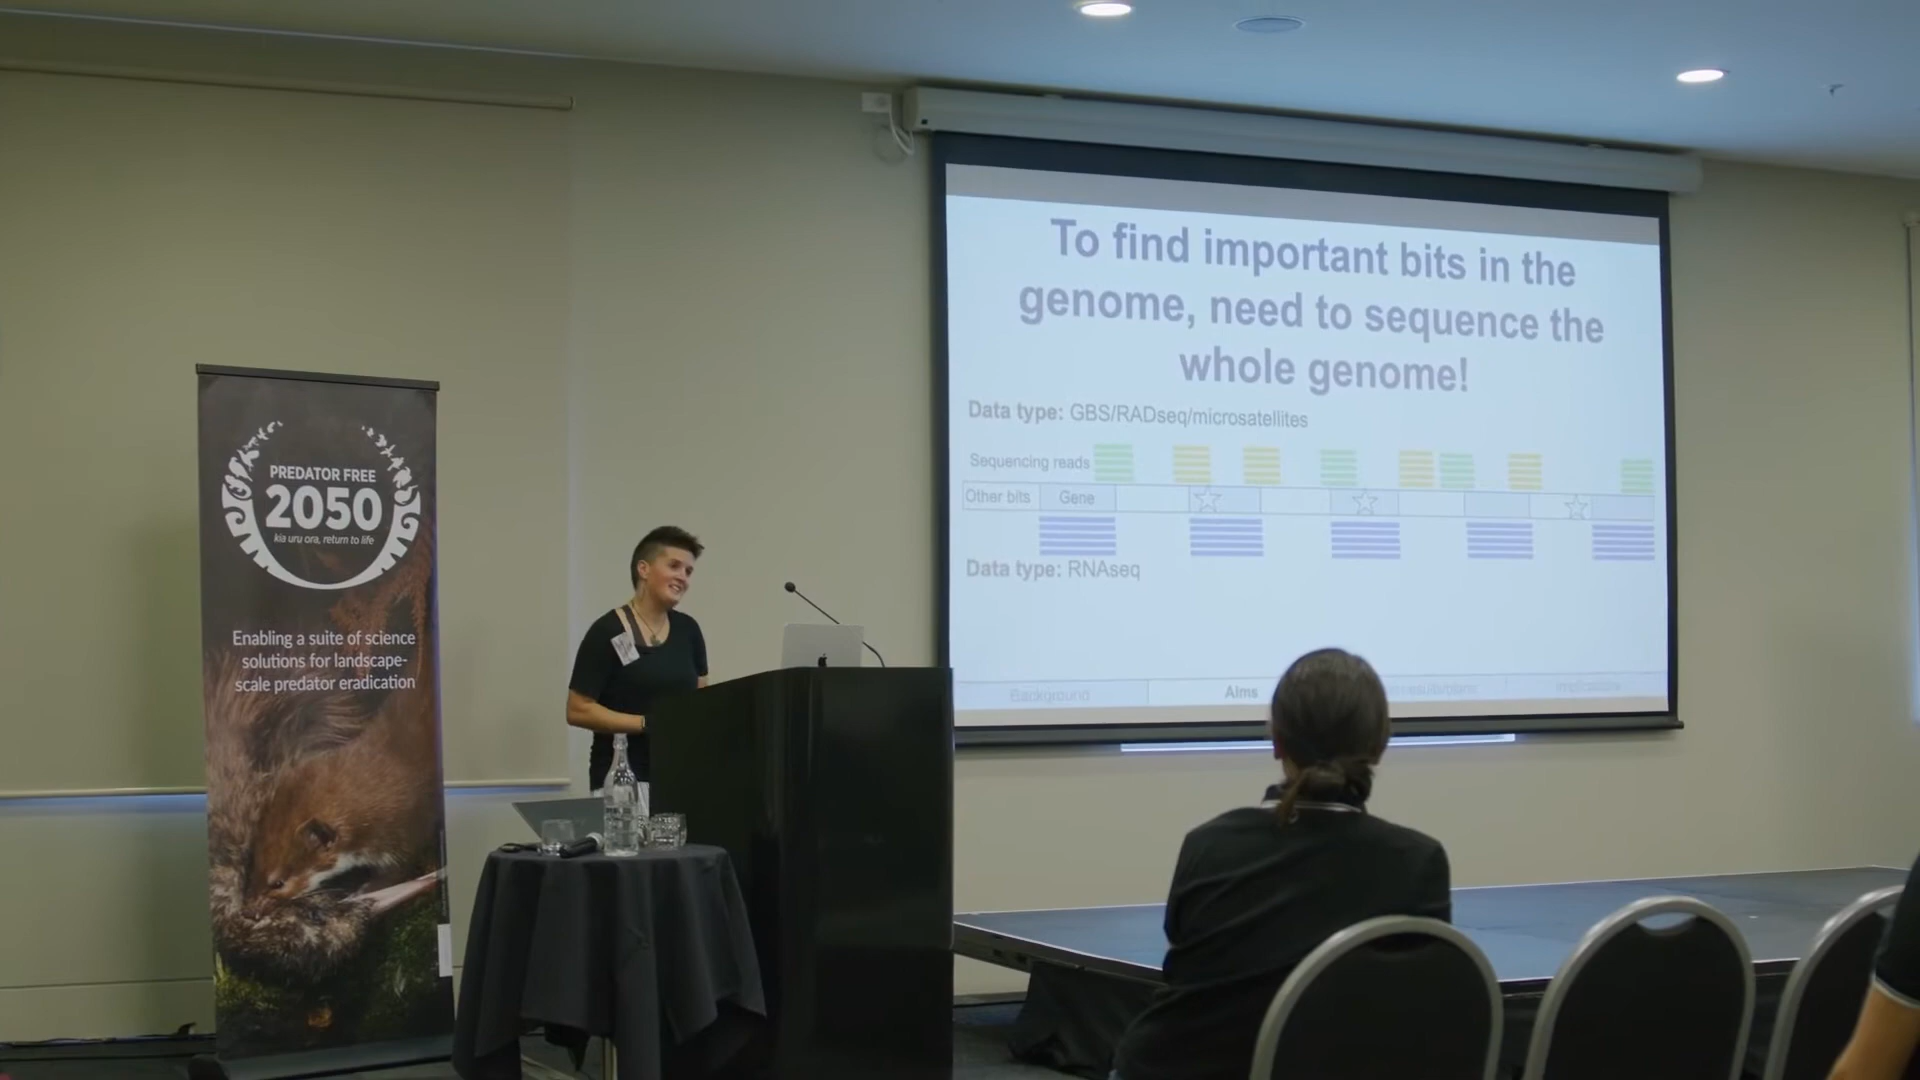 PREDATOR FREE
2050
kia uru ora, return to life
Enabling a suite of science
solutions for landscape-
scale predator eradication
To find important bits in the
genome, need to sequence the
whole genome!
Data type: GBS/RADseq/microsatellites
Sequencing reads
Other bits Gene
Data type: RNAseq
Background Aims Implications